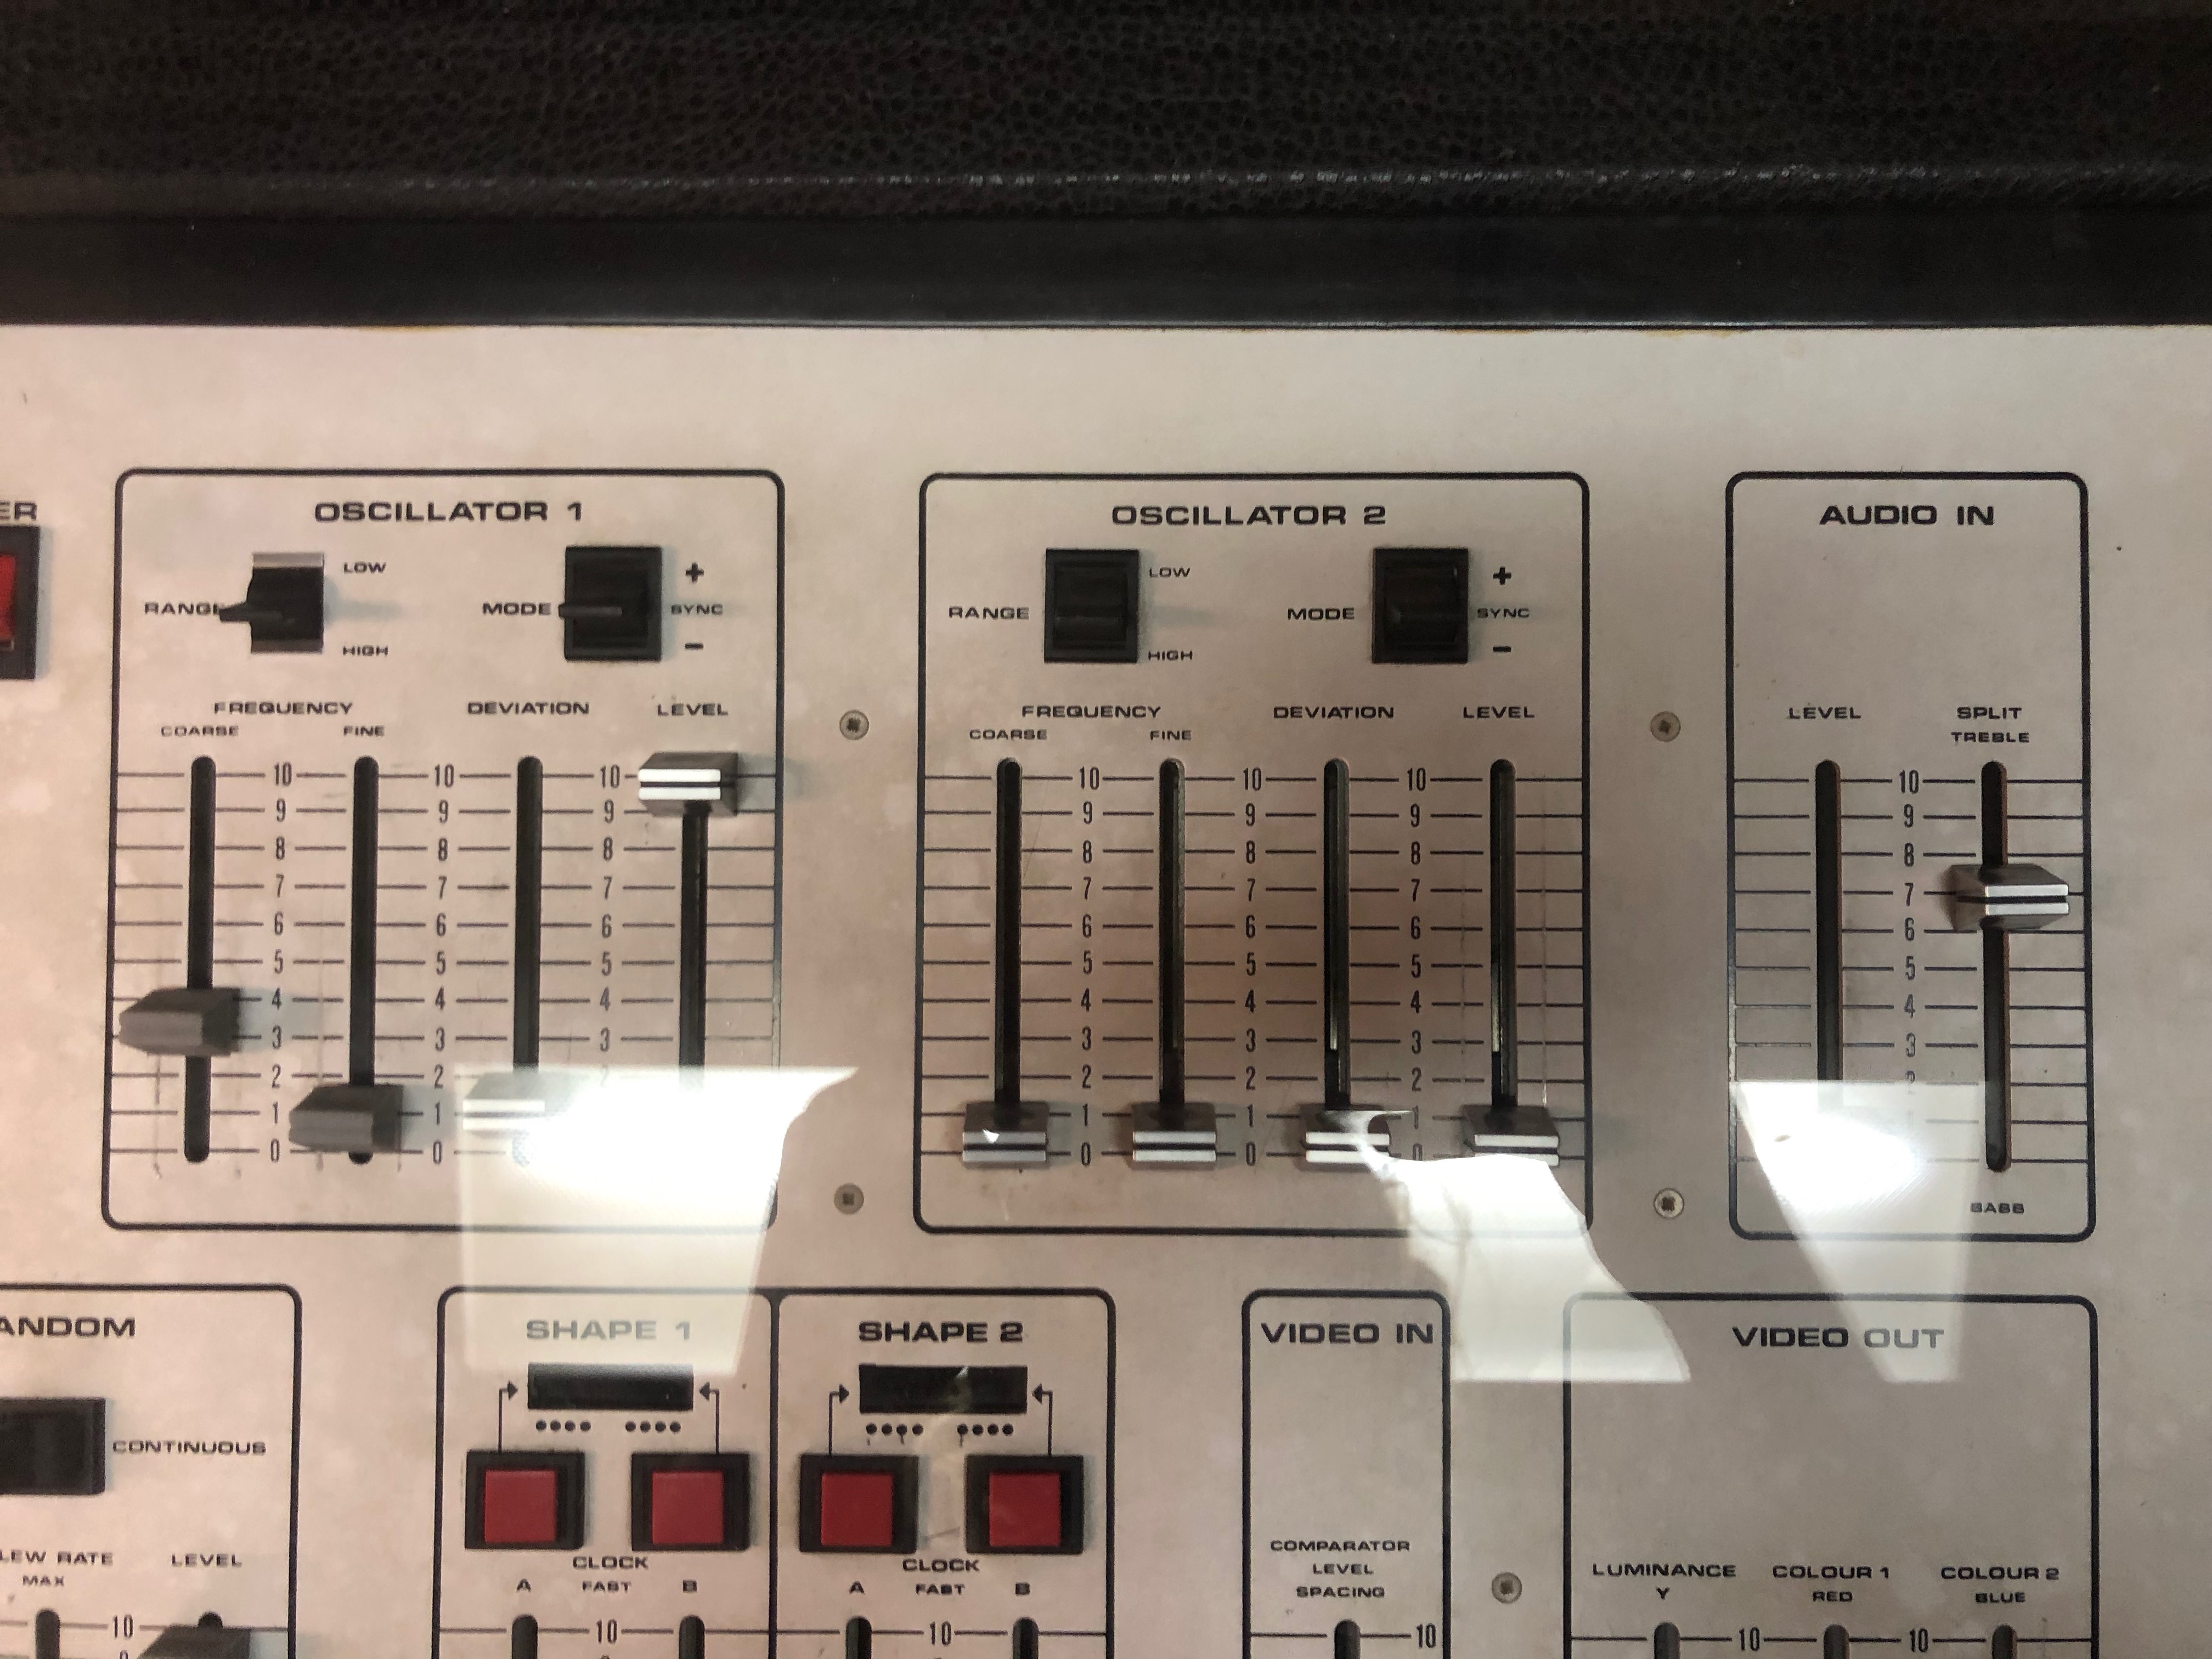 ER
OSCILLATOR 1
LOW
RANGE
HIGH
MODE
+
SYNC
-
FREQUENCY
COARSE FINE
DEVIATION
LEVEL
10 10 10
9 9 9
8 8 8
7 7 7
6 6 6
5 5 5
4 4 4
3 3 3
2 2 2
1 1
0 0
OSCILLATOR 2
LOW
RANGE
HIGH
MODE
+
SYNC
-
FREQUENCY
COARSE FINE
DEVIATION
LEVEL
10 10 10
9 9 9
8 8 8
7 7 7
6 6 6
5 5 5
4 4 4
3 3 3
2 2 2
1 1 1
0 0 0
AUDIO IN
LEVEL
SPLIT
TREBLE
10
9
8
7
6
5
4
3
2
BASS
ANDOM
CONTINUOUS
LEW RATE
MAX
LEVEL
10
9
SHAPE 1
CLOCK
A FAST B
10
SHAPE 2
CLOCK
A FAST B
10
VIDEO IN
COMPARATOR
LEVEL
SPACING
10
VIDEO OUT
LUMINANCE
Y
COLOUR 1
RED
COLOUR 2
BLUE
10 10